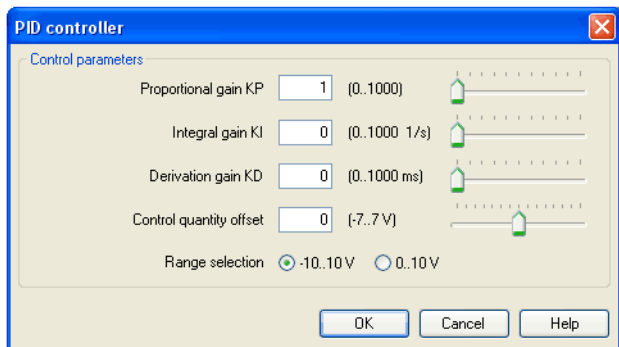 PID controller
Control parameters
Proportional gain KP 1 (0..1000)
Integral gain KI 0 (0..1000 1/s)
Derivation gain KD 0 (0..1000 ms)
Control quantity offset 0 (-7..7 V)
Range selection -10..10 V 0..10 V
OK Cancel Help